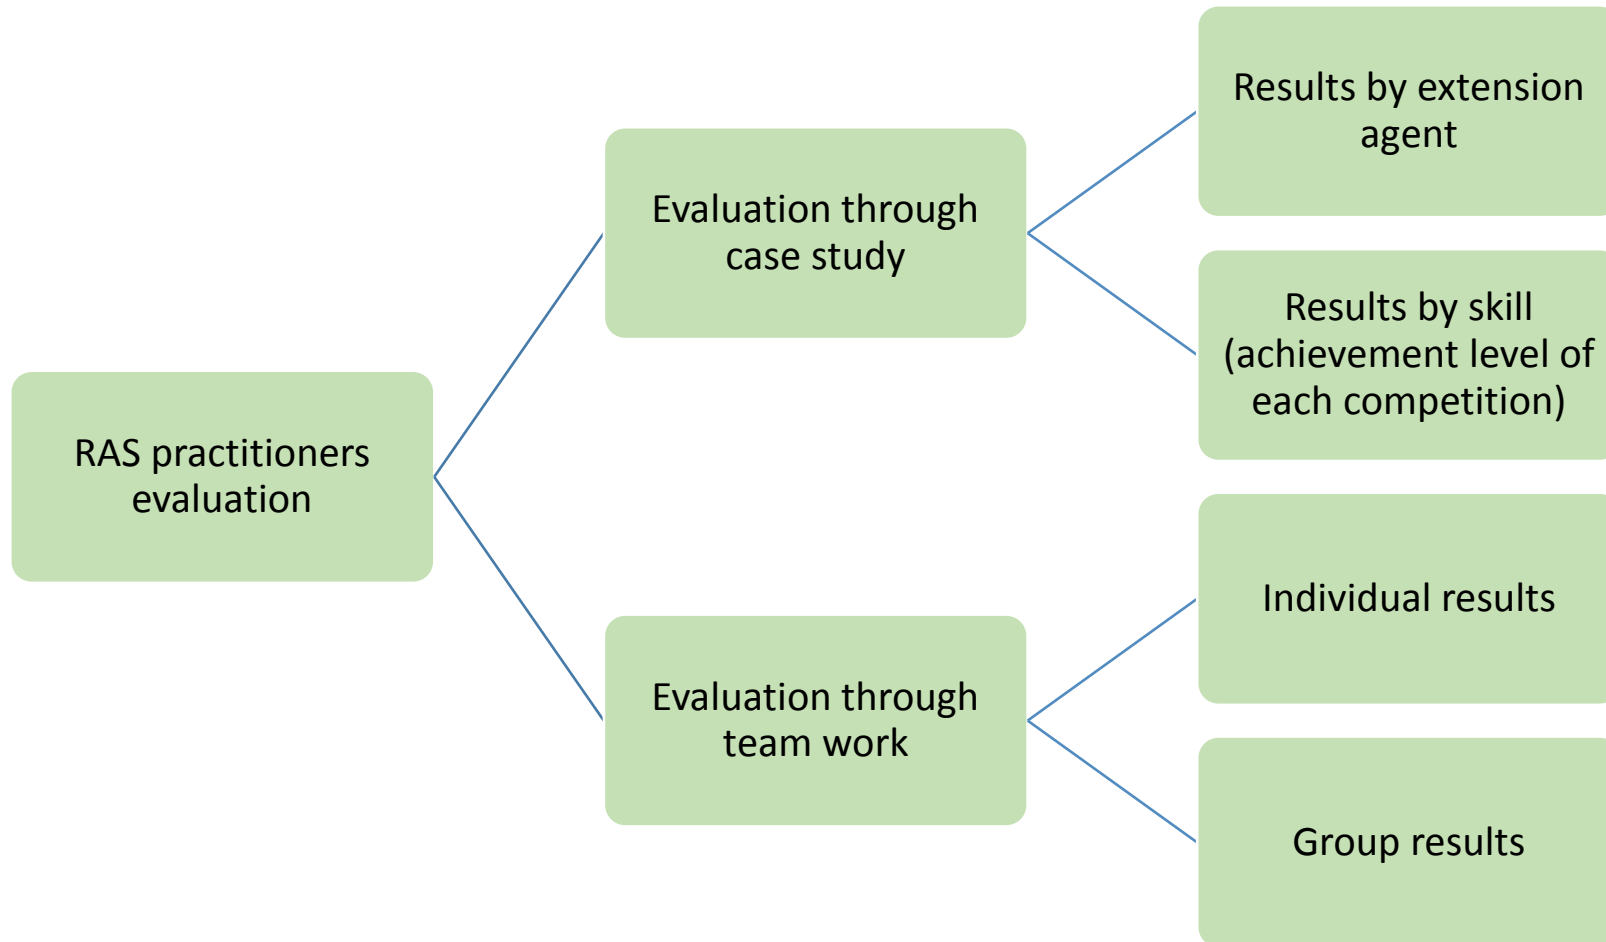 RAS practitioners
evaluation
Evaluation through
case study
Results by extension
agent
Results by skill
(achievement level of
each competition)
Evaluation through
team work
Individual results
Group results